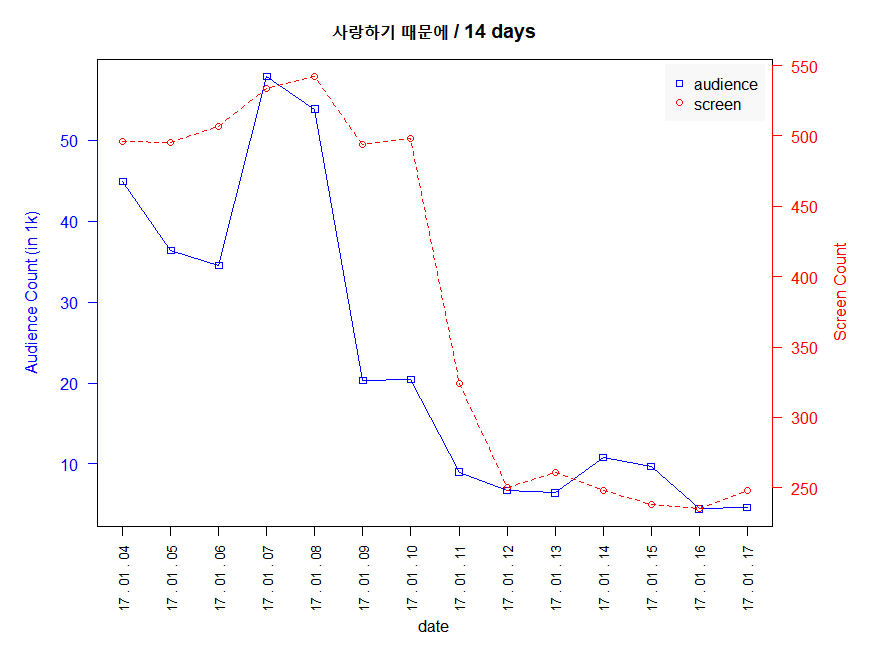 사랑하기 때문에 / 14 days
audience
screen
Audience Count (in 1k)
50
40
30
20
10
550
500
450
400
350
300
250
Screen Count
17 . 01 . 04
17 . 01 . 05
17 . 01 . 06
17 . 01 . 07
17 . 01 . 08
17 . 01 . 09
17 . 01 . 10
17 . 01 . 11
17 . 01 . 12
17 . 01 . 13
17 . 01 . 14
17 . 01 . 15
17 . 01 . 16
17 . 01 . 17
date